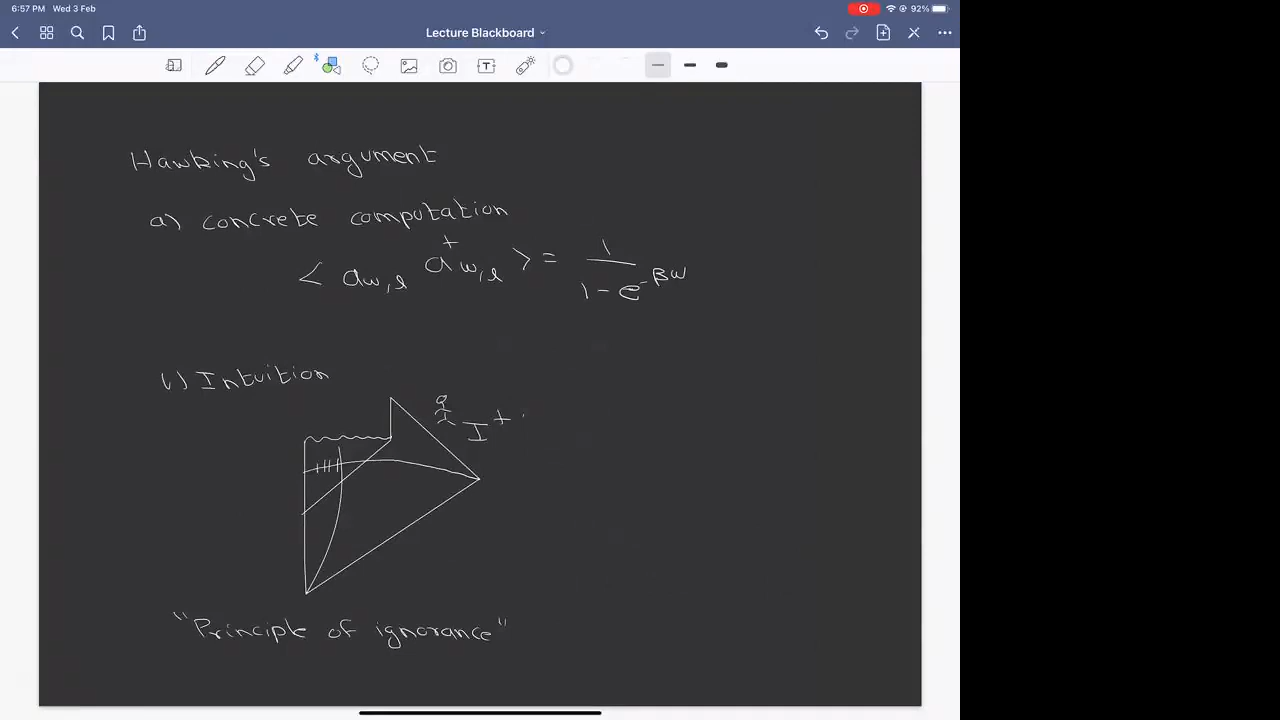 6:57 PM Wed 3 Feb
92%
Lecture Blackboard
Hawking's argument
a) concrete computation
< a_{ω,l} a^†_{ω,l} > = 1 / (1 - e^{-βω})
b) Intuition
I^+
"Principle of ignorance"